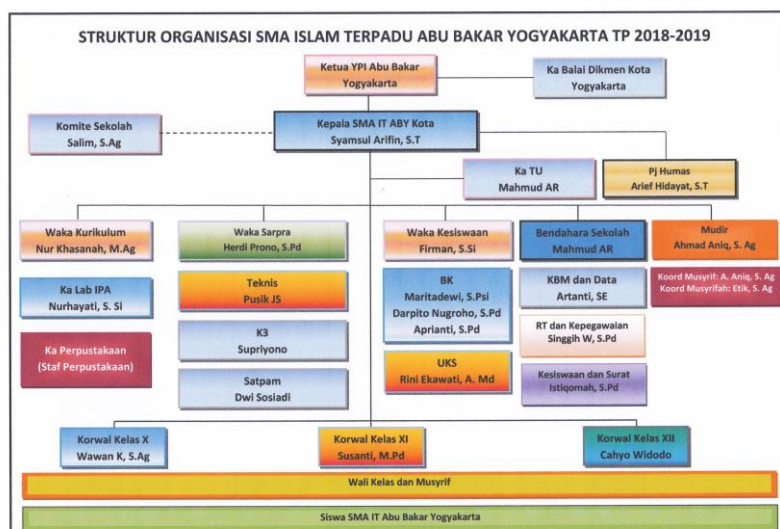 STRUKTUR ORGANISASI SMA ISLAM TERPADU ABU BAKAR YOGYAKARTA TP 2018-2019
Ketua YPI Abu Bakar
Yogyakarta
Ka Balai Dikmen Kota
Yogyakarta
Komite Sekolah
Salim, S.Ag
Kepala SMA IT ABY Kota
Syamsul Arifin, S.T
Ka TU
Mahmud AR
Pj Humas
Arief Hidayat, S.T
Waka Kurikulum
Nur Khasanah, M.Ag
Waka Sarpra
Herdi Prono, S.Pd
Waka Kesiswaan
Firman, S.SI
Bendahara Sekolah
Mahmud AR
Mudir
Ahmad Aniq, S. Ag
Ka Lab IPA
Nurhayati, S. Si
Teknis
Pusik JS
BK
Maritadewi, S.Psi
Darpito Nugroho, S.Pd
Aprianti, S.Pd
KBM dan Data
Artanti, SE
Koord Musyrif: A. Aniq, S. Ag
Koord Musyrifah: Etik, S. Ag
Ka Perpustakaan
(Staf Perpustakaan)
K3
Supriyono
RT dan Kepegawaian
Singgih W, S.Pd
UKS
Rini Ekawati, A. Md
Satpam
Dwi Sosiadi
Kesiswaan dan Surat
Istiqomah, S.Pd
Korwal Kelas X
Wawan K, S.Ag
Korwal Kelas XI
Susanti, M.Pd
Korwal Kelas XII
Cahyo Widodo
Wali Kelas dan Musyrif
Siswa SMA IT Abu Bakar Yogyakarta